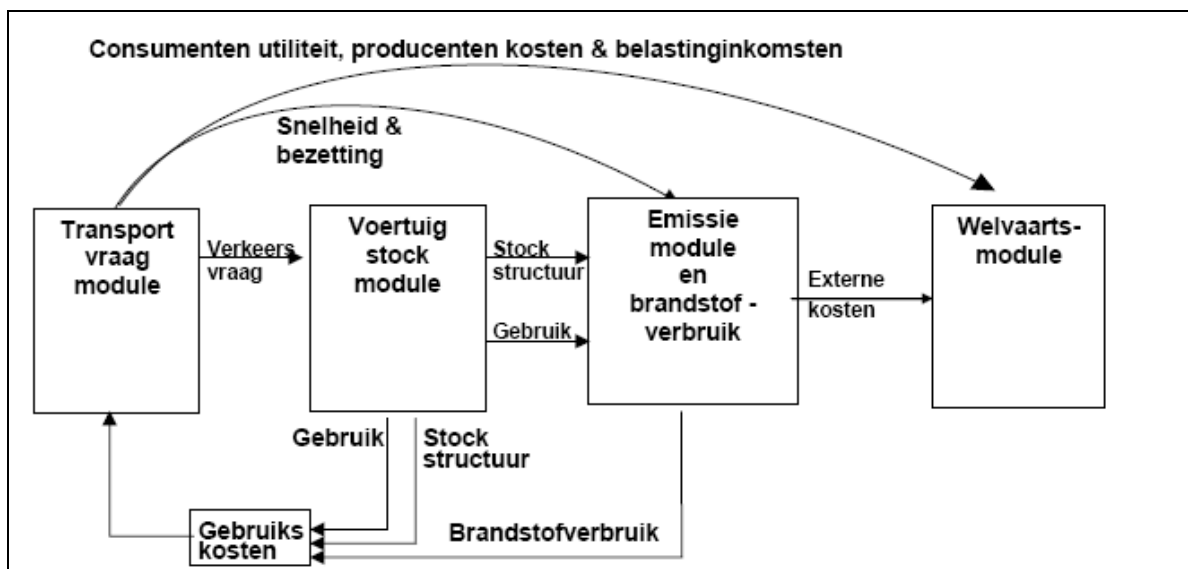 Consumenten utiliteit, producenten kosten & belastinginkomsten
Snelheid &
bezetting
Transport
vraag
module
Verkeers
vraag
Voertuig
stock
module
Stock
structuur
Gebruik
Emissie
module
en
brandstof -
verbruik
Externe
kosten
Welvaarts-
module
Gebruik
Stock
structuur
Gebruiks
kosten
Brandstofverbruik